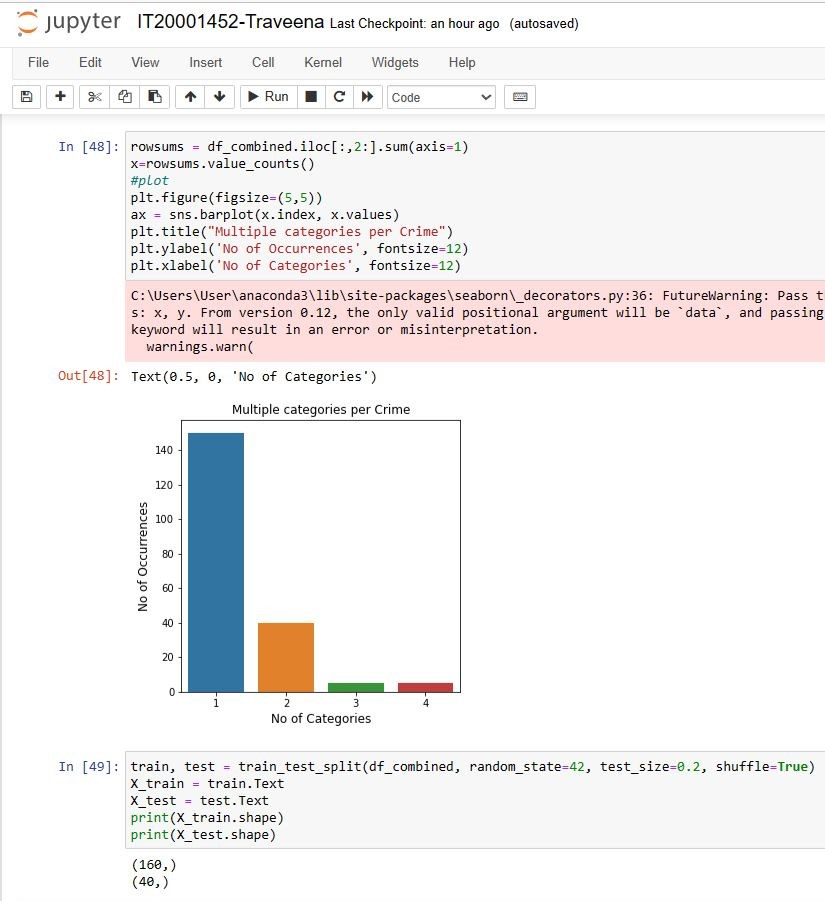 jupyter IT20001452-Traveena Last Checkpoint: an hour ago (autosaved)
File Edit View Insert Cell Kernel Widgets Help
Run Code
In [48]: rowsums = df_combined.iloc[:,2:].sum(axis=1)
x=rowsums.value_counts()
#plot
plt.figure(figsize=(5,5))
ax = sns.barplot(x.index, x.values)
plt.title("Multiple categories per Crime")
plt.ylabel('No of Occurrences', fontsize=12)
plt.xlabel('No of Categories', fontsize=12)
C:\Users\User\anaconda3\lib\site-packages\seaborn\_decorators.py:36: FutureWarning: Pass t
s: x, y. From version 0.12, the only valid positional argument will be `data`, and passing
keyword will result in an error or misinterpretation.
warnings.warn(
Out[48]: Text(0.5, 0, 'No of Categories')
Multiple categories per Crime
No of Occurrences
140
120
100
80
60
40
20
0
1 2 3 4
No of Categories
In [49]: train, test = train_test_split(df_combined, random_state=42, test_size=0.2, shuffle=True)
X_train = train.Text
X_test = test.Text
print(X_train.shape)
print(X_test.shape)
(160,)
(40,)